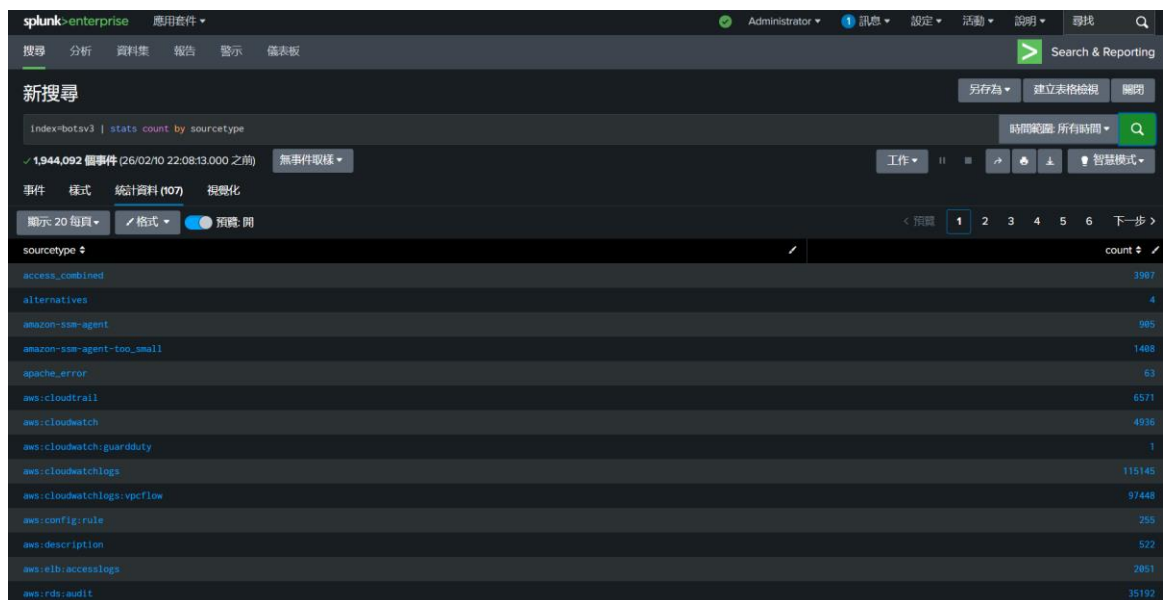 splunk>enterprise 應用套件 Administrator 1 訊息 設定 活動 說明 尋找
搜尋 分析 資料集 報告 警示 儀表板 > Search & Reporting
新搜尋 另存為 建立表格檢視 關閉
index=botsv3 | stats count by sourcetype 時間範圍: 所有時間
✓ 1,944,092 個事件 (26/02/10 22:08:13.000 之前) 無事件取樣 工作 智慧模式
事件 樣式 統計資料 (107) 視覺化
顯示: 20 每頁 格式 預覽: 開 < 預覽 1 2 3 4 5 6 下一步 >
sourcetype count
access_combined 3907
alternatives 4
amazon-ssm-agent 905
amazon-ssm-agent-too_small 1408
apache_error 63
aws:cloudtrail 6571
aws:cloudwatch 4936
aws:cloudwatch:guardduty 1
aws:cloudwatchlogs 115145
aws:cloudwatchlogs:vpcflow 97448
aws:config:rule 255
aws:description 522
aws:elb:accesslogs 2051
aws:rds:audit 35192